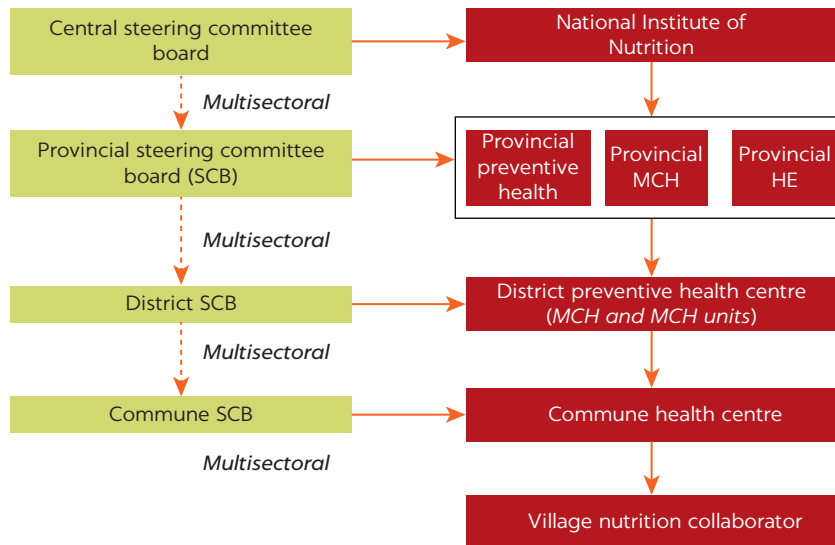 Central steering committee
board
National Institute of
Nutrition
Multisectoral
Provincial steering committee
board (SCB)
Provincial
preventive
health
Provincial
MCH
Provincial
HE
Multisectoral
District SCB
District preventive health centre
(MCH and MCH units)
Multisectoral
Commune SCB
Commune health centre
Multisectoral
Village nutrition collaborator